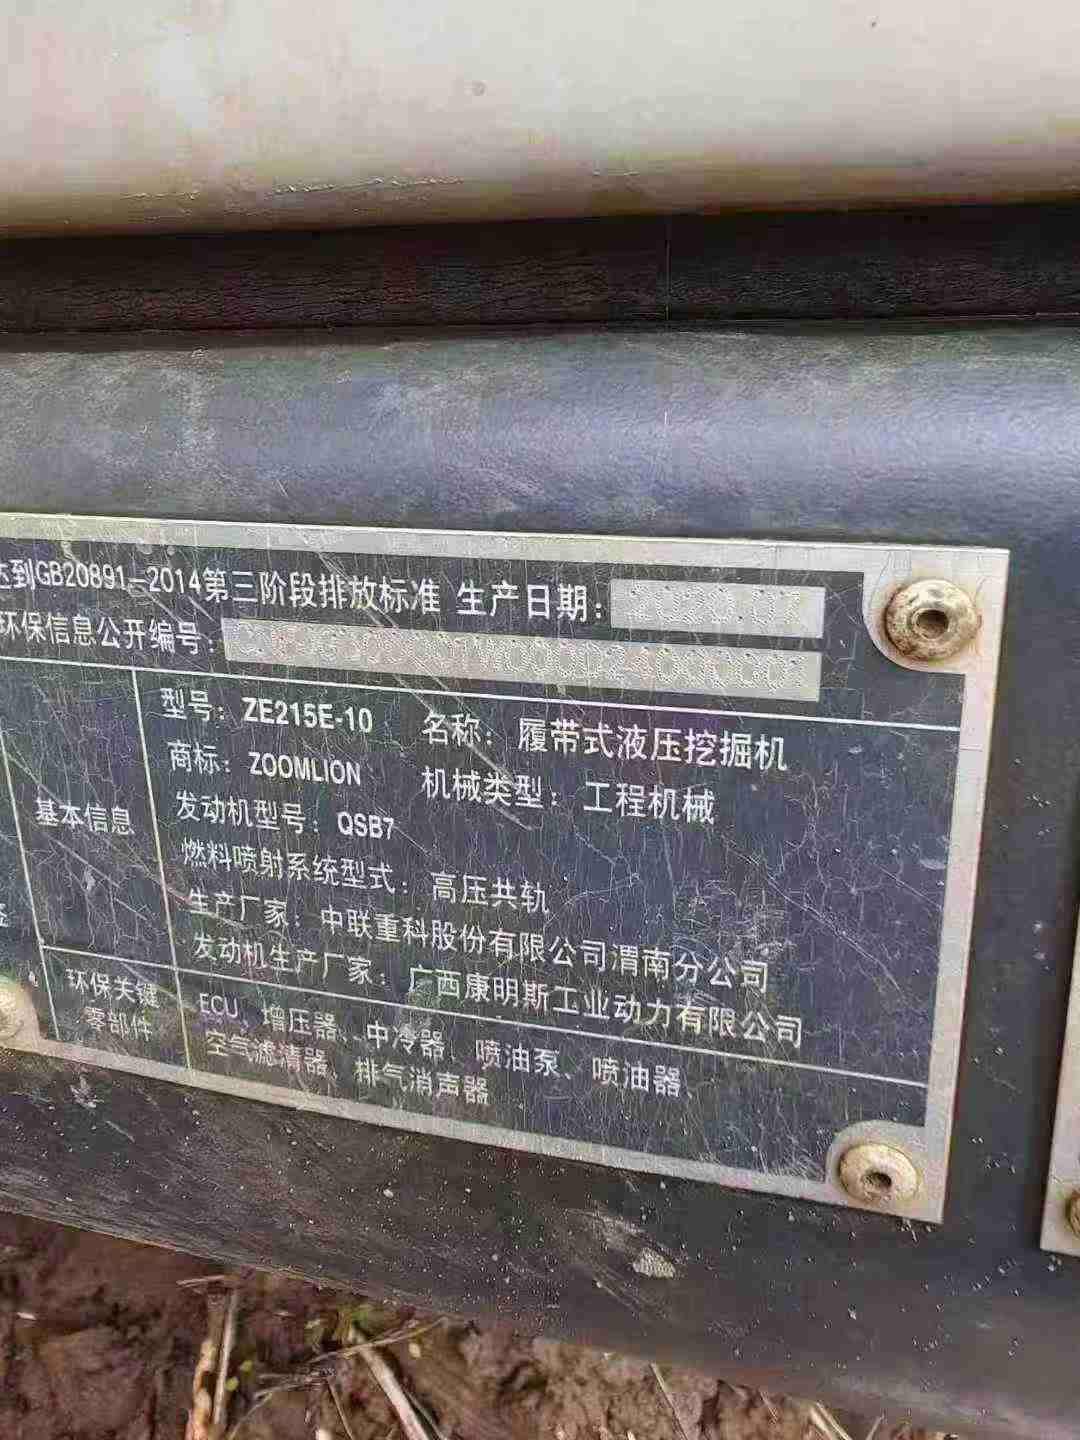 达到GB20891-2014第三阶段排放标准 生产日期: 2020.07
环保信息公开编号:
型号: ZE215E-10 名称: 履带式液压挖掘机
商标: ZOOMLION 机械类型: 工程机械
基本信息
发动机型号: QSB7
燃料喷射系统型式: 高压共轨
生产厂家: 中联重科股份有限公司渭南分公司
发动机生产厂家: 广西康明斯工业动力有限公司
环保关键
零部件
ECU、增压器、中冷器、喷油泵、喷油器、
空气滤清器、排气消声器